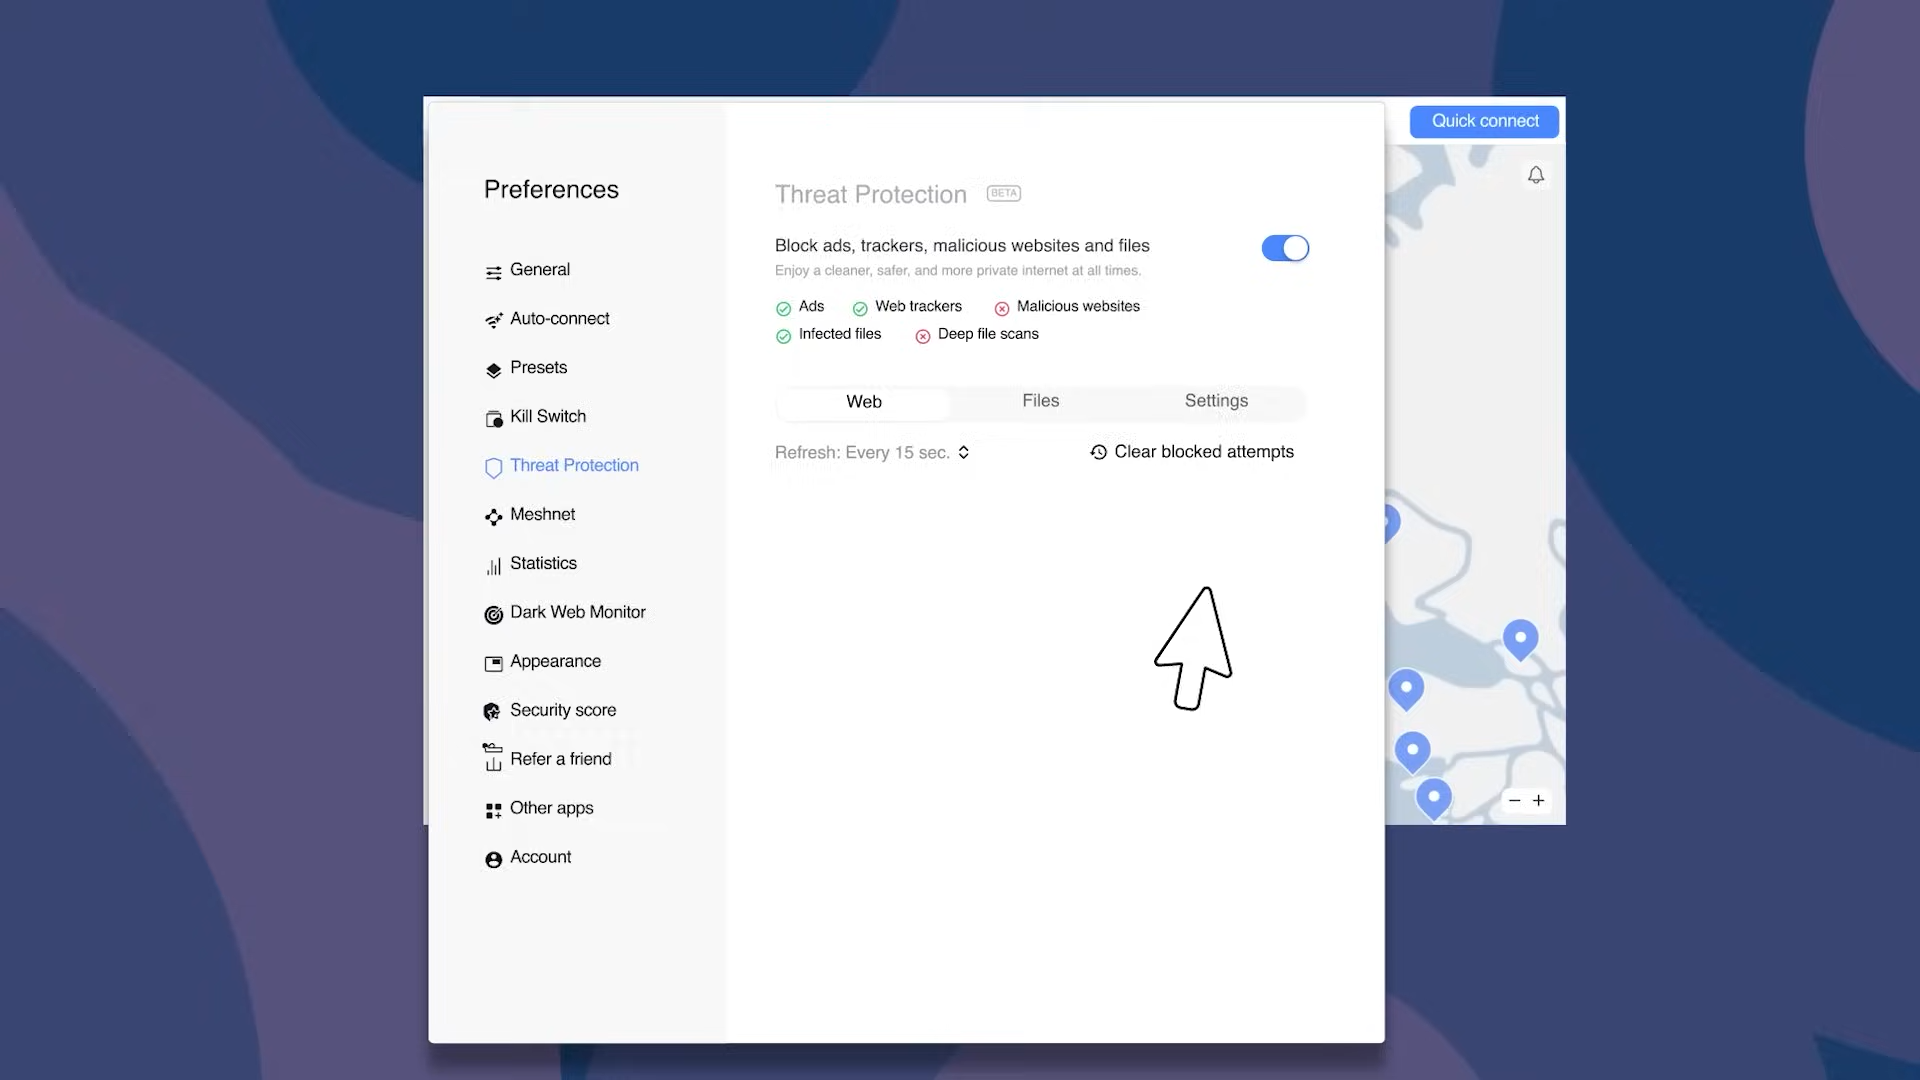 Quick connect
Preferences
General
Auto-connect
Presets
Kill Switch
Threat Protection
Meshnet
Statistics
Dark Web Monitor
Appearance
Security score
Refer a friend
Other apps
Account
Threat Protection BETA
Block ads, trackers, malicious websites and files
Enjoy a cleaner, safer, and more private internet at all times.
Ads Web trackers Malicious websites
Infected files Deep file scans
Web Files Settings
Refresh: Every 15 sec. Clear blocked attempts